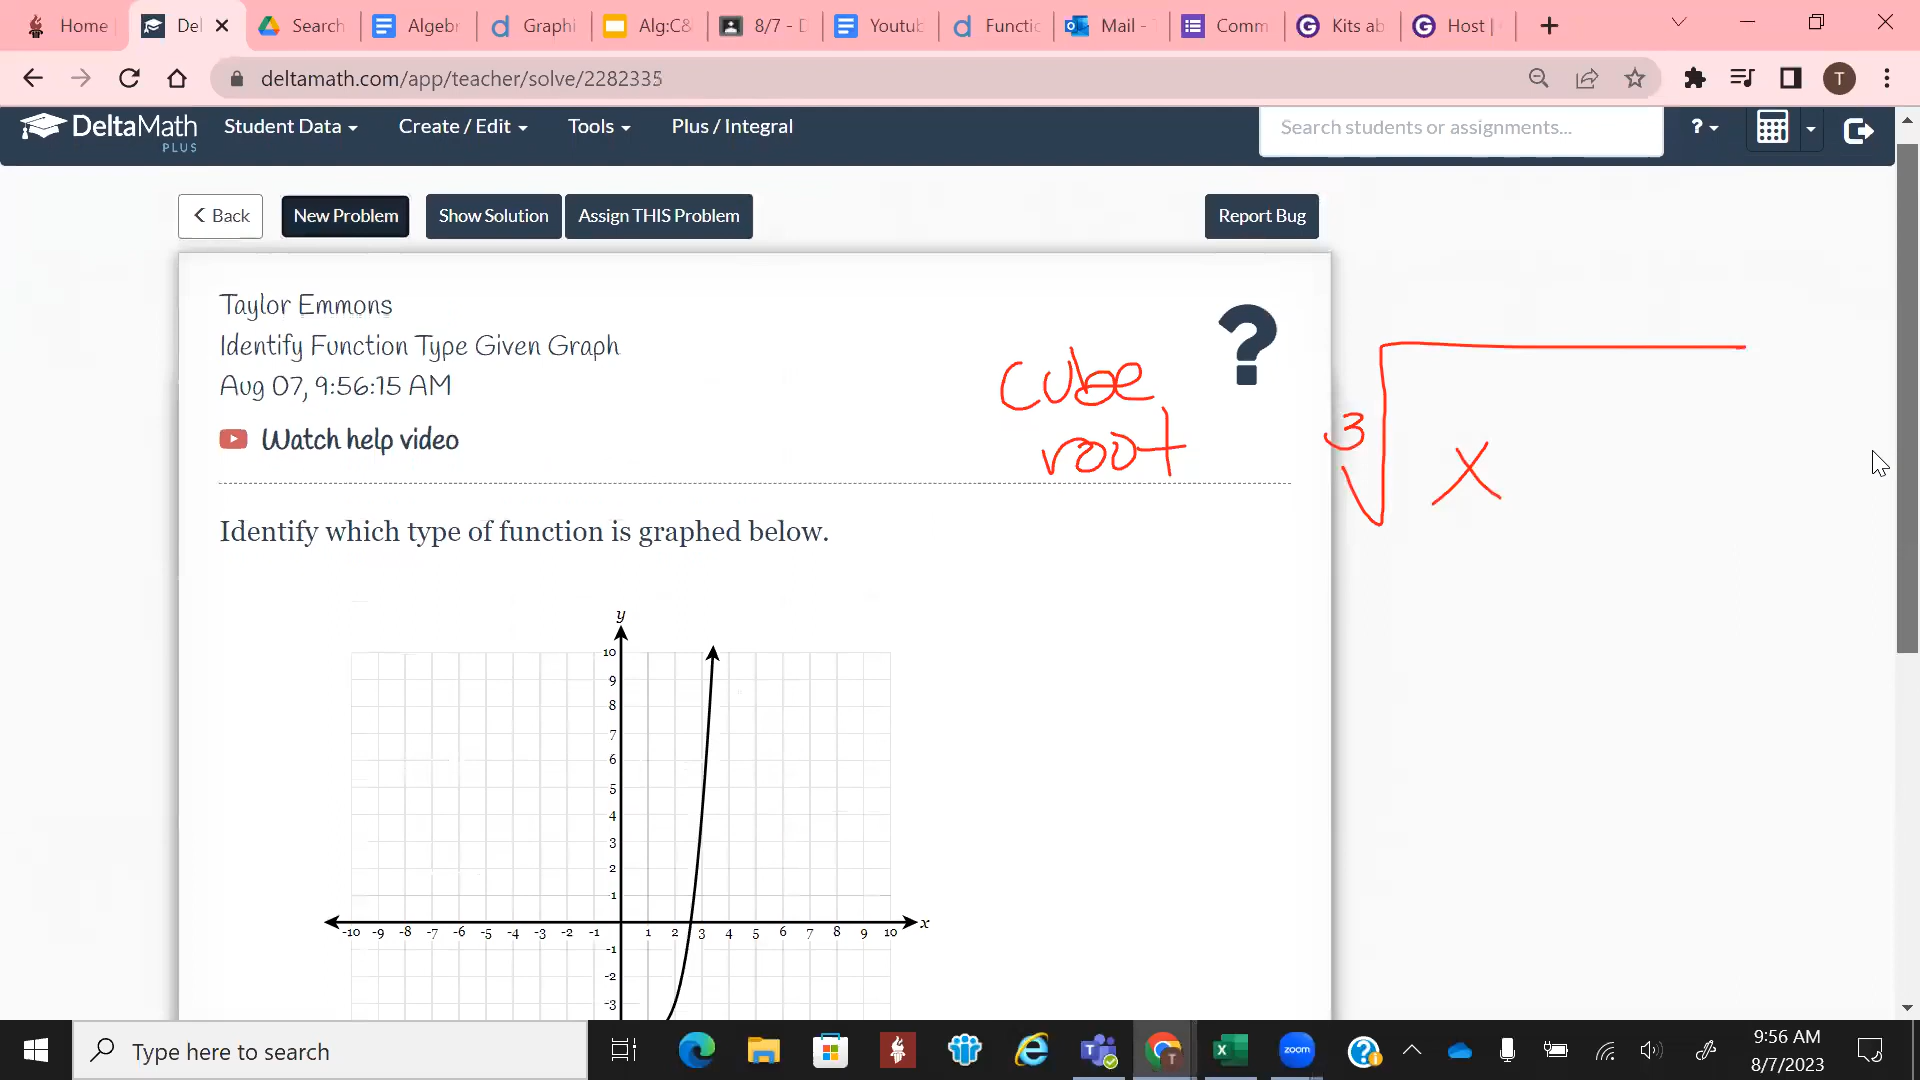 Home
Del
Search
Algebr
Graphi
Alg:C&
8/7 - D
Youtub
Functio
Mail -
Comm
Kits ab
Host |
deltamath.com/app/teacher/solve/2282335
T
DeltaMath
PLUS
Student Data
Create / Edit
Tools
Plus / Integral
Search students or assignments...
?
Back
New Problem
Show Solution
Assign THIS Problem
Report Bug
Taylor Emmons
Identify Function Type Given Graph
Aug 07, 9:56:15 AM
Watch help video
?
cube
root
3
x
Identify which type of function is graphed below.
y
10
9
8
7
6
5
4
3
2
1
-10 -9 -8 -7 -6 -5 -4 -3 -2 -1 1 2 3 4 5 6 7 8 9 10 x
-1
-2
-3
Type here to search
zoom
9:56 AM
8/7/2023